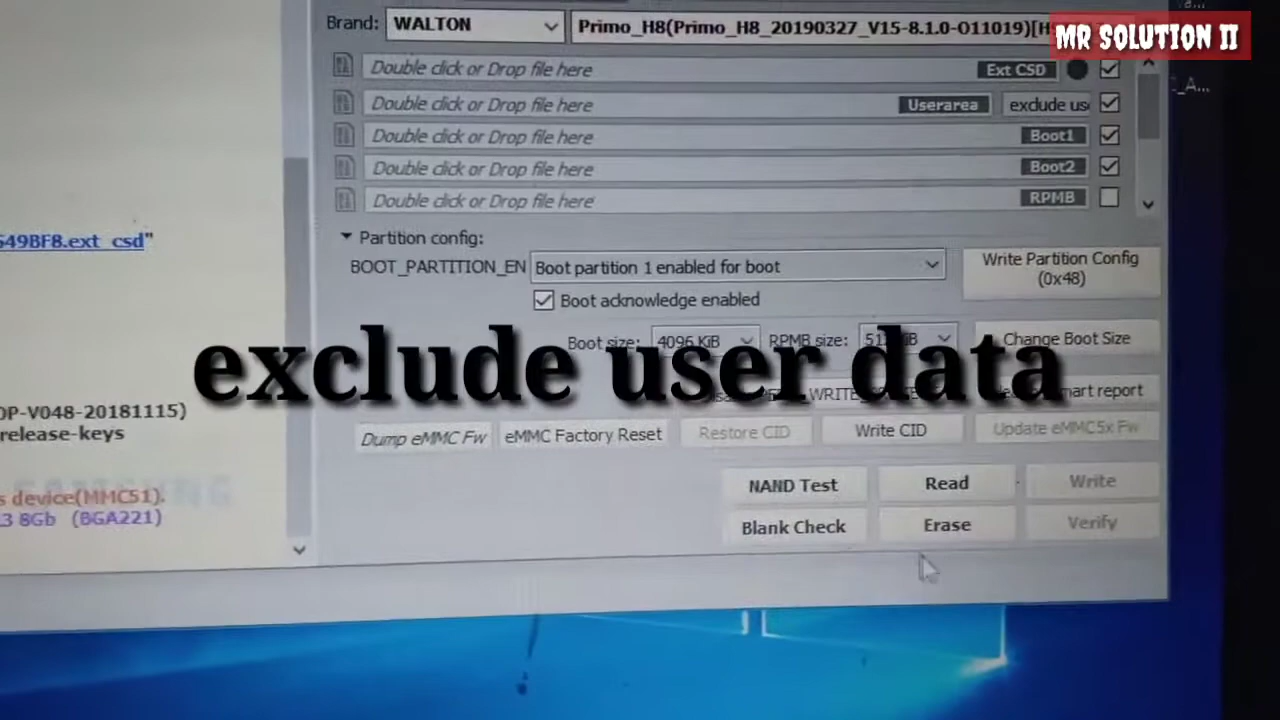 Brand: WALTON Primo_H8(Primo_H8_20190327_V15-8.1.0-O11019)[H
MR SOLUTION II
Double click or Drop file here Ext CSD
Double click or Drop file here Userarea exclude us
Double click or Drop file here Boot1
Double click or Drop file here Boot2
Double click or Drop file here RPMB
649BF8.ext_csd"
Partition config:
BOOT_PARTITION_EN Boot partition 1 enabled for boot
Write Partition Config
(0x48)
Boot acknowledge enabled
Boot size: 4096 KiB RPMB size: Change Boot Size
exclude user data
OP-V048-20181115)
release-keys
mart report
Dump eMMC Fw eMMC Factory Reset Restore CID Write CID Update eMMC5x Fw
SAMSUNG
s device(MMC51).
3 8Gb (BGA221)
NAND Test Read Write
Blank Check Erase Verify